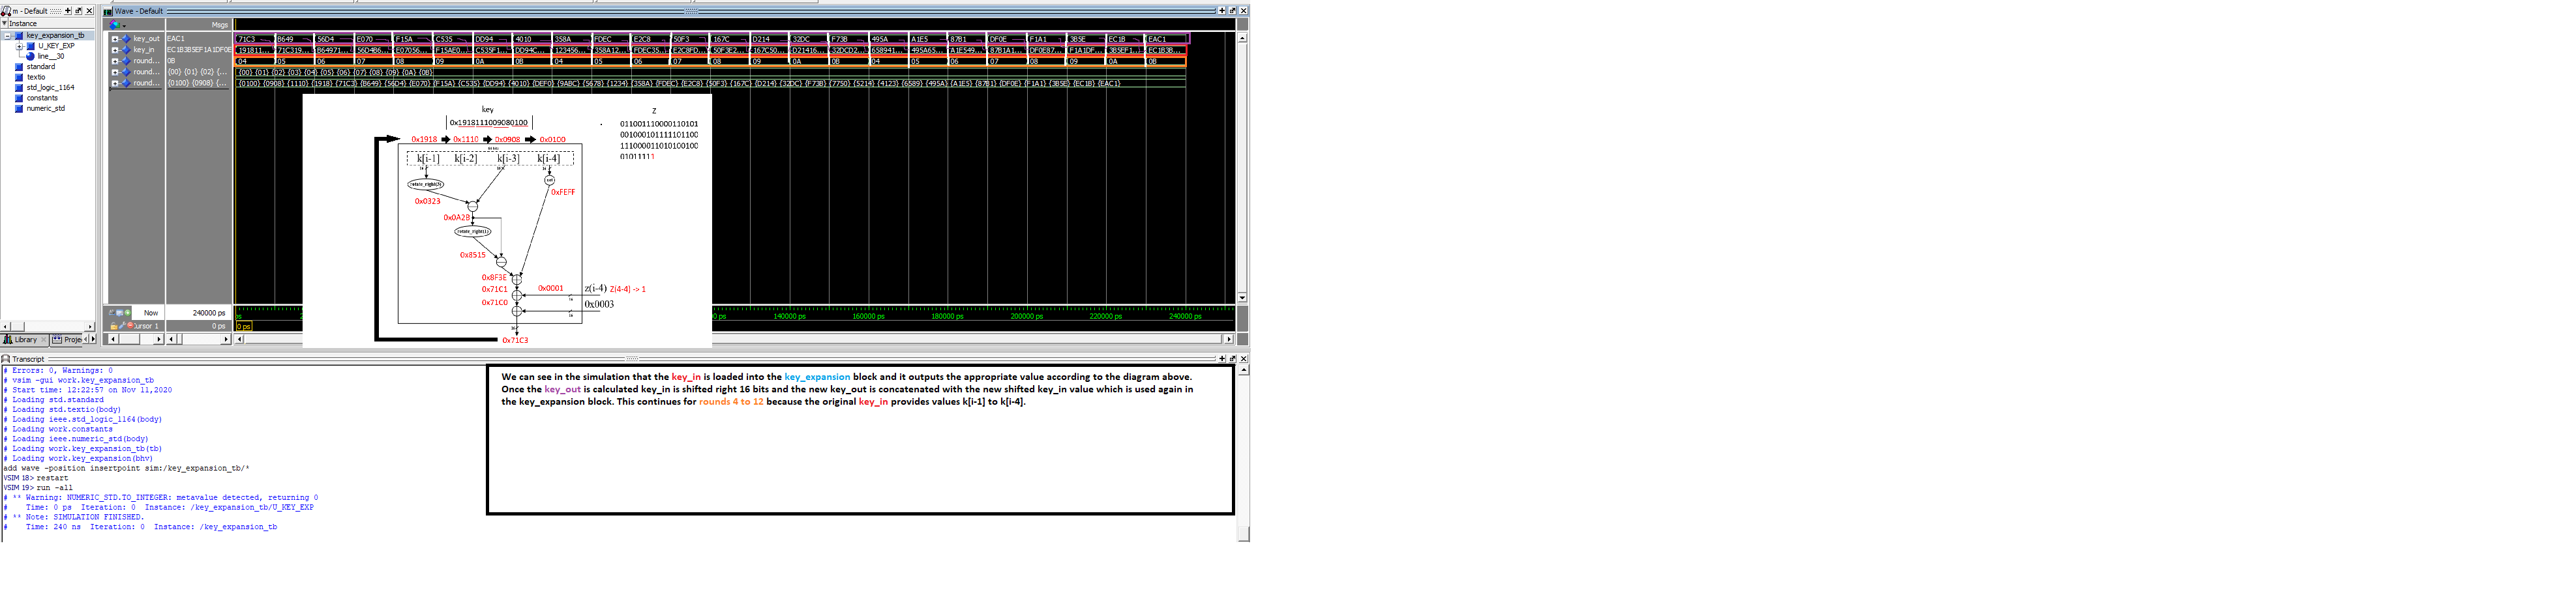 m - Default
Instance
key_expansion_tb
U_KEY_EXP
line__30
standard
textio
std_logic_1164
constants
numeric_std
Library
Proje
Wave - Default
Msgs
key_out EAC1 71C3 B649 56D4 E070 F15A C535 DD94 4010 358A FDEC E2C8 50F3 167C D214 32DC F73B 495A A1E5 87B1 DF0E F1A1 3B5E EC1B EAC1
key_in EC1B3B5EF1A1DF0E 191811... 71C319... B64971... 56D4B6... E07056... F15AE0... C535F1... DD94C... 123456... 358A12... FDEC35... E2C8FD... 50F3E2... 167C50... D21416... 32DCD2... 658941... 495A65... A1E549... 87B1A1... DF0E87... F1A1DF... 3B5EF1... EC1B3B...
round... 0B 04 05 06 07 08 09 0A 0B 04 05 06 07 08 09 0A 0B 04 05 06 07 08 09 0A 0B
round... {00} {01} {02} {... {00} {01} {02} {03} {04} {05} {06} {07} {08} {09} {0A} {0B}
round... {0100} {0908} {... {0100} {0908} {1110} {1918} {71C3} {B649} {56D4} {E070} {F15A} {C535} {DD94} {4010} {DEF0} {9ABC} {5678} {1234} {358A} {FDEC} {E2C8} {50F3} {167C} {D214} {32DC} {F73B} {7750} {5214} {4123} {6589} {495A} {A1E5} {87B1} {DF0E} {F1A1} {3B5E} {EC1B} {EAC1}
key
0x1918111009080100
0x1918 0x1110 0x0908 0x0100
k[i-1] k[i-2] k[i-3] k[i-4]
rotate_right(3)
not
0xFEFF
0x0323
0x0A2B
rotate_right(1)
0x8515
0x8F3E
0x71C1
0x0001
z(i-4) Z(4-4) -> 1
0x71C0
0x0003
0x71C3
Z
011001110000110101
001000101111101100
111000011010100100
01011111
Now 240000 ps
Cursor 1 0 ps
ps
0 ps
00 ps 140000 ps 160000 ps 180000 ps 200000 ps 220000 ps 240000 ps
Transcript
# Errors: 0, Warnings: 0
# vsim -gui work.key_expansion_tb
# Start time: 12:22:57 on Nov 11,2020
# Loading std.standard
# Loading std.textio(body)
# Loading ieee.std_logic_1164(body)
# Loading work.constants
# Loading ieee.numeric_std(body)
# Loading work.key_expansion_tb(tb)
# Loading work.key_expansion(bhv)
add wave -position insertpoint sim:/key_expansion_tb/*
VSIM 18> restart
VSIM 19> run -all
# ** Warning: NUMERIC_STD.TO_INTEGER: metavalue detected, returning 0
# Time: 0 ps Iteration: 0 Instance: /key_expansion_tb/U_KEY_EXP
# ** Note: SIMULATION FINISHED.
# Time: 240 ns Iteration: 0 Instance: /key_expansion_tb
We can see in the simulation that the key_in is loaded into the key_expansion block and it outputs the appropriate value according to the diagram above.
Once the key_out is calculated key_in is shifted right 16 bits and the new key_out is concatenated with the new shifted key_in value which is used again in
the key_expansion block. This continues for rounds 4 to 12 because the original key_in provides values k[i-1] to k[i-4].